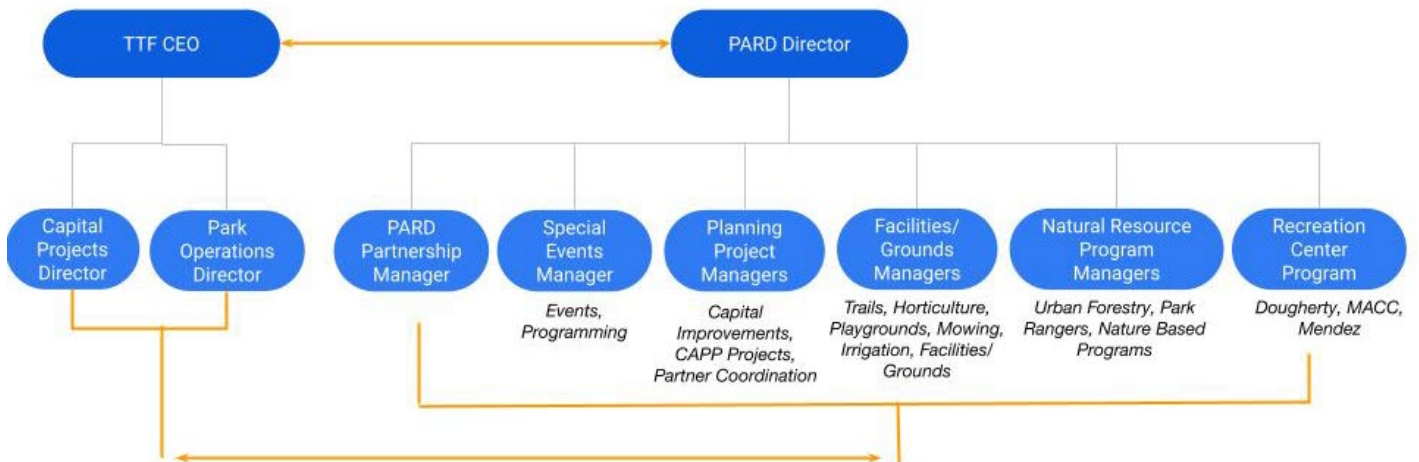 TTF CEO
PARD Director
Capital
Projects
Director
Park
Operations
Director
PARD
Partnership
Manager
Special
Events
Manager
Events,
Programming
Planning
Project
Managers
Capital
Improvements,
CAPP Projects,
Partner Coordination
Facilities/
Grounds
Managers
Trails, Horticulture,
Playgrounds, Mowing,
Irrigation, Facilities/
Grounds
Natural Resource
Program
Managers
Urban Forestry, Park
Rangers, Nature Based
Programs
Recreation
Center
Program
Dougherty, MACC,
Mendez